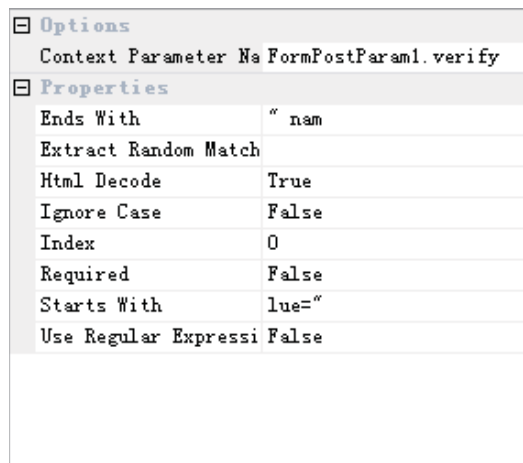 Options
Context Parameter Na FormPostParam1.verify
Properties
Ends With " nam
Extract Random Match
Html Decode True
Ignore Case False
Index 0
Required False
Starts With lue="
Use Regular Expressi False